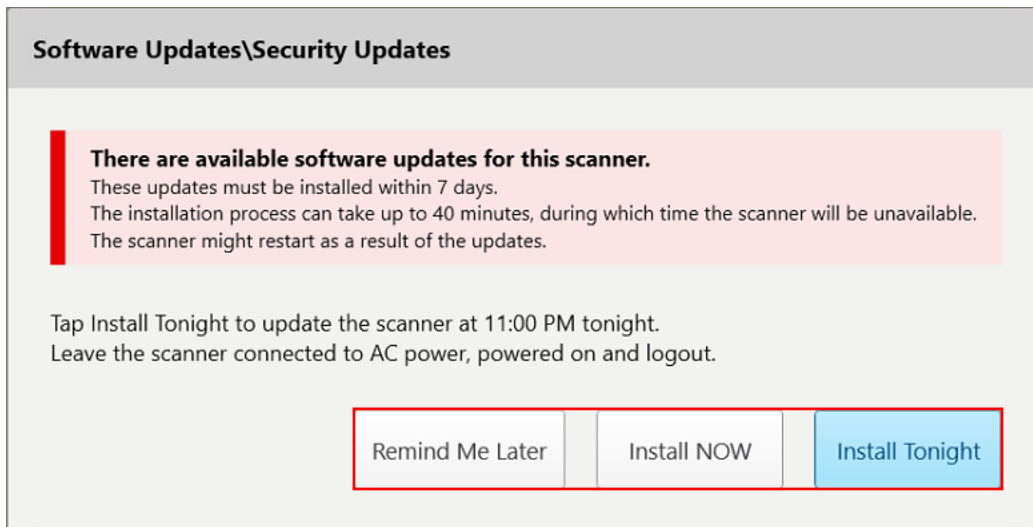 Software Updates\Security Updates
There are available software updates for this scanner.
These updates must be installed within 7 days.
The installation process can take up to 40 minutes, during which time the scanner will be unavailable.
The scanner might restart as a result of the updates.
Tap Install Tonight to update the scanner at 11:00 PM tonight.
Leave the scanner connected to AC power, powered on and logout.
Remind Me Later
Install NOW
Install Tonight